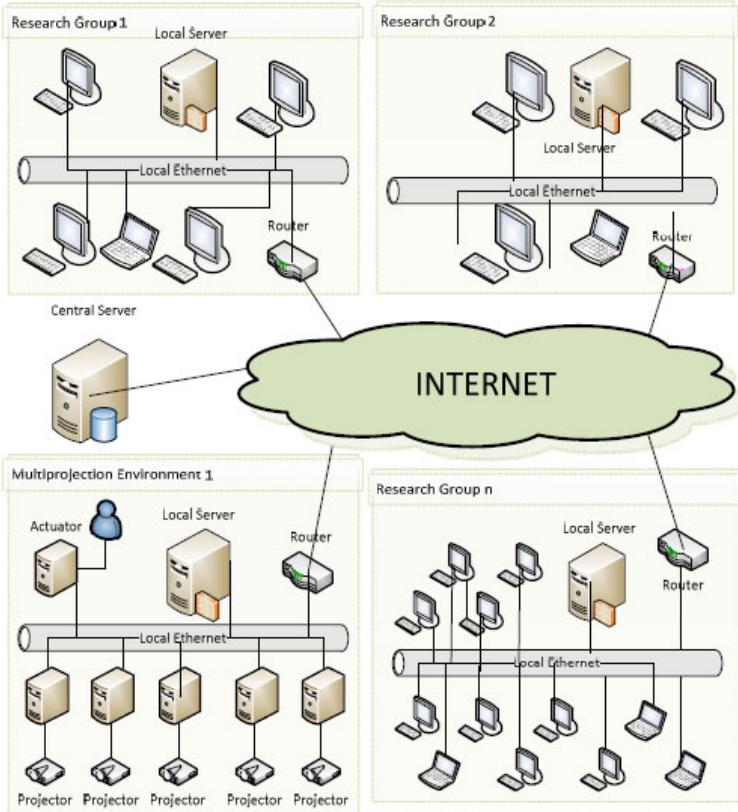 Research Group 1
Local Server
Local Ethernet
Router
Research Group 2
Local Server
Local Ethernet
Router
Central Server
INTERNET
Multiprojection Environment 1
Actuator
Local Server
Router
Local Ethernet
Projector Projector Projector Projector Projector
Research Group n
Local Server
Router
Local Ethernet